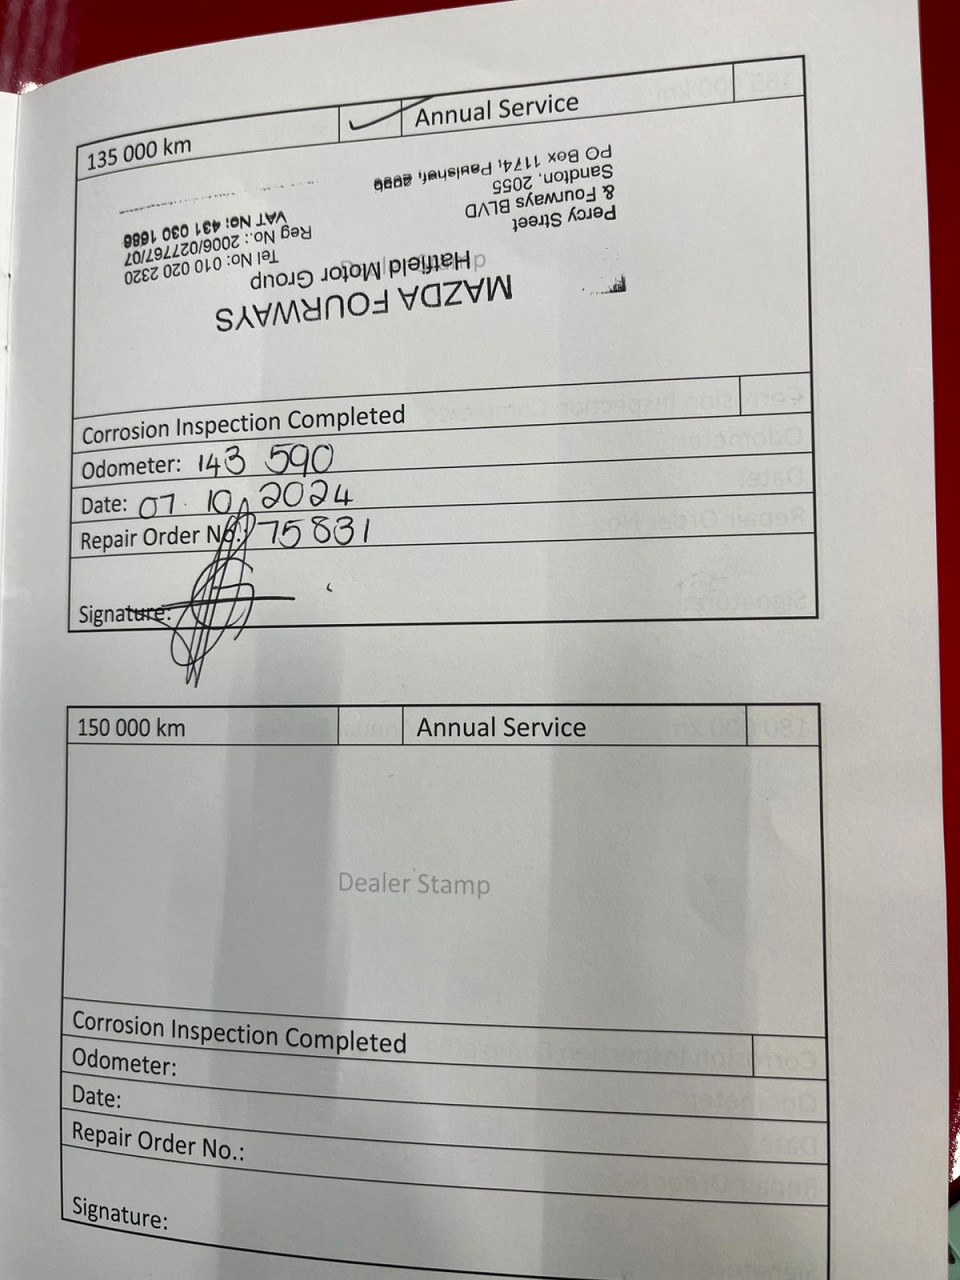 135 000 km Annual Service
MAZDA FOURWAYS
Hatfield Motor Group
Percy Street
& Fourways BLVD
Sandton, 2055
PO Box 1174, Paulshof,
Tel No: 010 020 2320
Reg No.: 2006/027767/07
VAT No: 431 030 1686
Corrosion Inspection Completed
Odometer: 143 590
Date: 07. 10. 2024
Repair Order No.: 75831
Signature:
150 000 km Annual Service
Dealer Stamp
Corrosion Inspection Completed
Odometer:
Date:
Repair Order No.:
Signature: